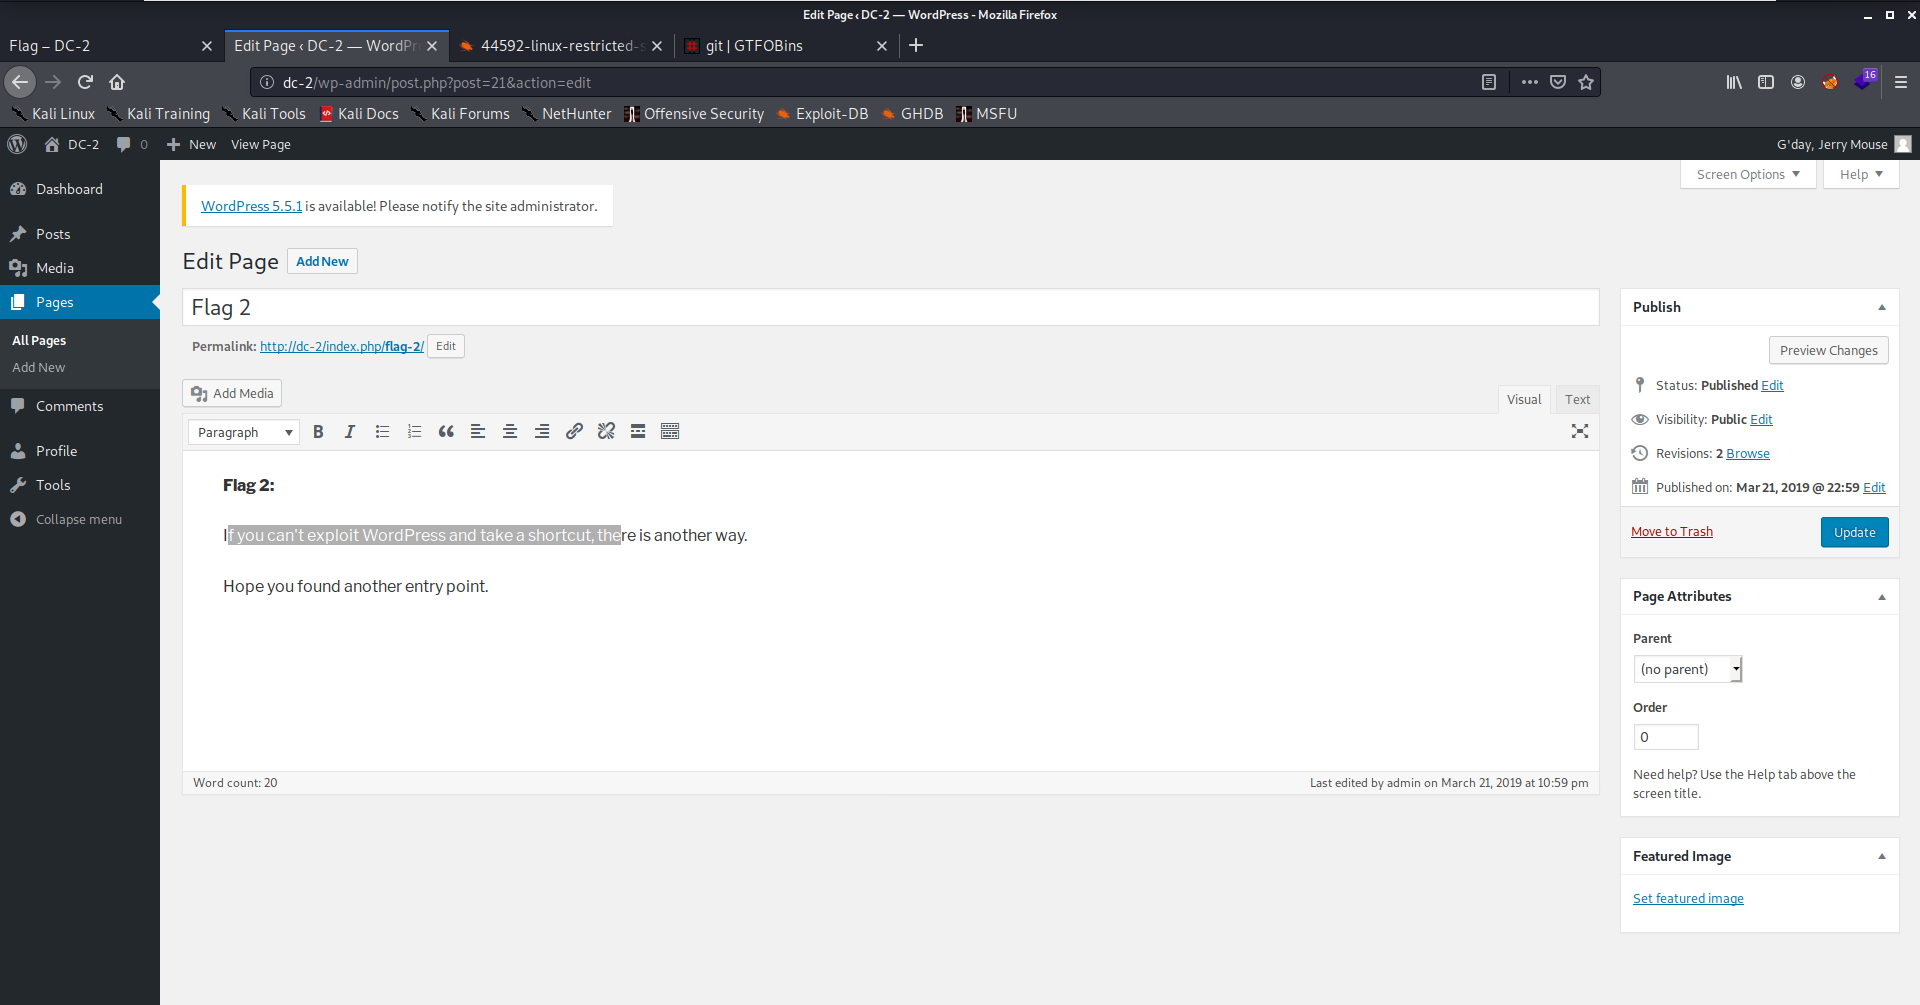 Edit Page ‹ DC-2 — WordPress - Mozilla Firefox
Flag – DC-2
Edit Page ‹ DC-2 — WordPr
44592-linux-restricted-s
git | GTFOBins
dc-2/wp-admin/post.php?post=21&action=edit
16
Kali Linux
Kali Training
Kali Tools
Kali Docs
Kali Forums
NetHunter
Offensive Security
Exploit-DB
GHDB
MSFU
DC-2
0
New
View Page
G'day, Jerry Mouse
Dashboard
Posts
Media
Pages
All Pages
Add New
Comments
Profile
Tools
Collapse menu
Screen Options
Help
WordPress 5.5.1 is available! Please notify the site administrator.
Edit Page
Add New
Flag 2
Permalink: http://dc-2/index.php/flag-2/
Edit
Add Media
Visual
Text
Paragraph
B
I
Flag 2:
If you can't exploit WordPress and take a shortcut, there is another way.
Hope you found another entry point.
Word count: 20
Last edited by admin on March 21, 2019 at 10:59 pm
Publish
Preview Changes
Status: Published Edit
Visibility: Public Edit
Revisions: 2 Browse
Published on: Mar 21, 2019 @ 22:59 Edit
Move to Trash
Update
Page Attributes
Parent
(no parent)
Order
0
Need help? Use the Help tab above the
screen title.
Featured Image
Set featured image